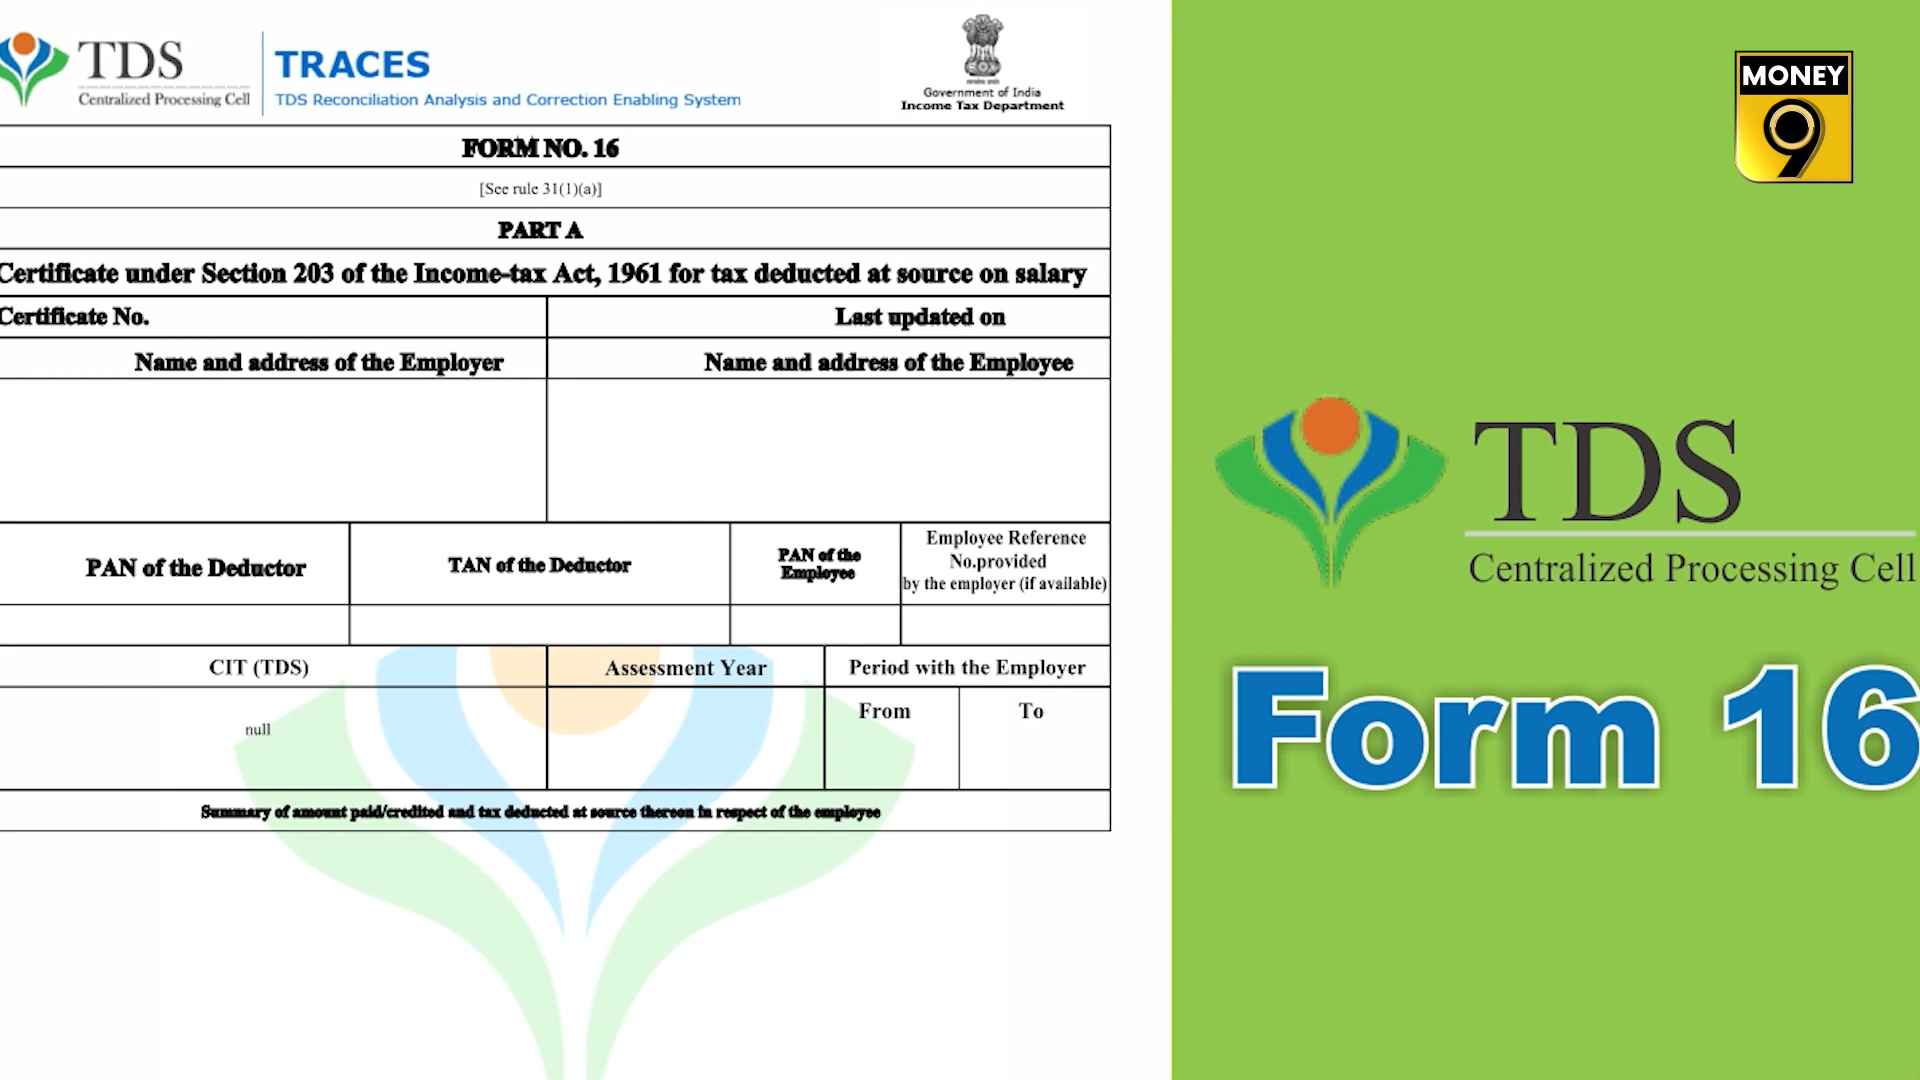 TDS
Centralized Processing Cell
TRACES
TDS Reconciliation Analysis and Correction Enabling System
Government of India
Income Tax Department
FORM NO. 16
[See rule 31(1)(a)]
PART A
Certificate under Section 203 of the Income-tax Act, 1961 for tax deducted at source on salary
Certificate No.
Last updated on
Name and address of the Employer
Name and address of the Employee
PAN of the Deductor
TAN of the Deductor
PAN of the
Employee
Employee Reference
No.provided
by the employer (if available)
CIT (TDS)
Assessment Year
Period with the Employer
null
From
To
Summary of amount paid/credited and tax deducted at source thereon in respect of the employee
MONEY
9
TDS
Centralized Processing Cell
Form 16